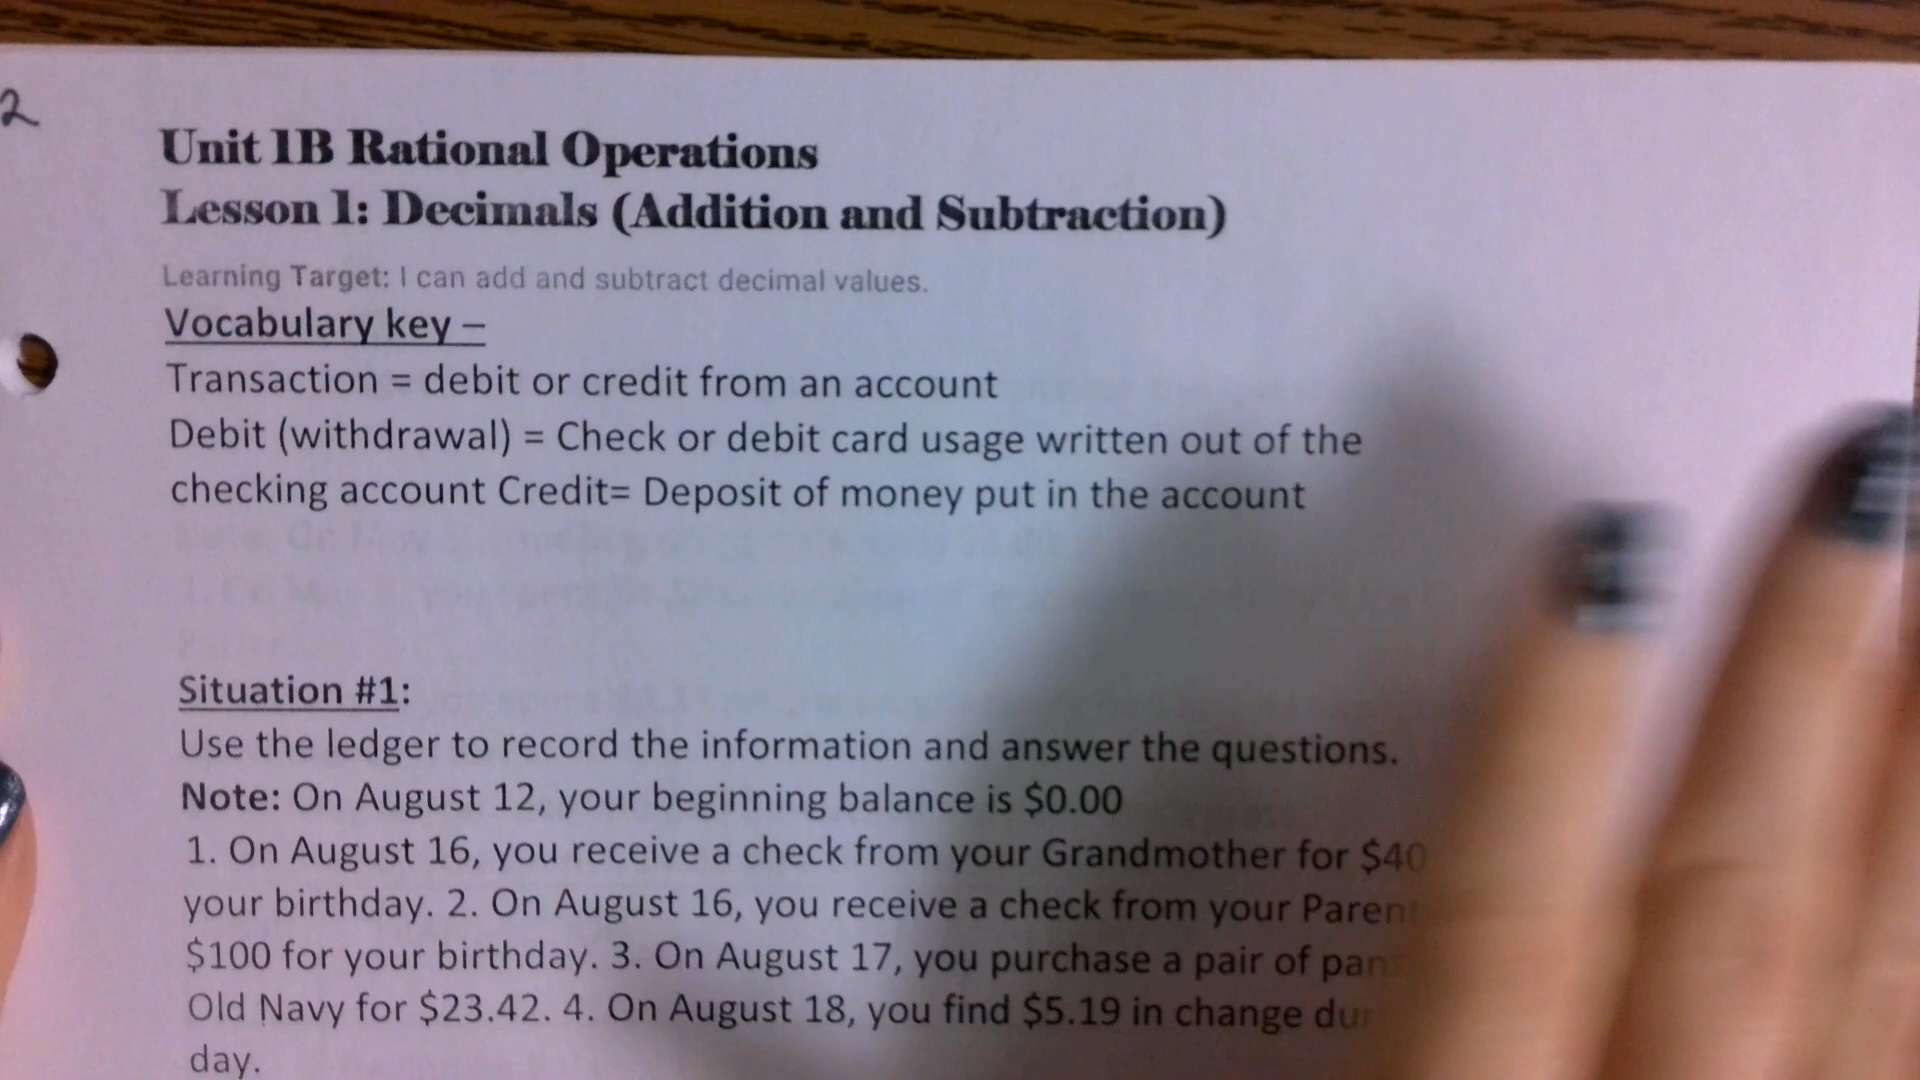 2
Unit 1B Rational Operations
Lesson 1: Decimals (Addition and Subtraction)
Learning Target: I can add and subtract decimal values.
Vocabulary key –
Transaction = debit or credit from an account
Debit (withdrawal) = Check or debit card usage written out of the
checking account Credit= Deposit of money put in the account
Situation #1:
Use the ledger to record the information and answer the questions.
Note: On August 12, your beginning balance is $0.00
1. On August 16, you receive a check from your Grandmother for $40
your birthday. 2. On August 16, you receive a check from your
$100 for your birthday. 3. On August 17, you purchase a pair of
Old Navy for $23.42. 4. On August 18, you find $5.19 in change
day.